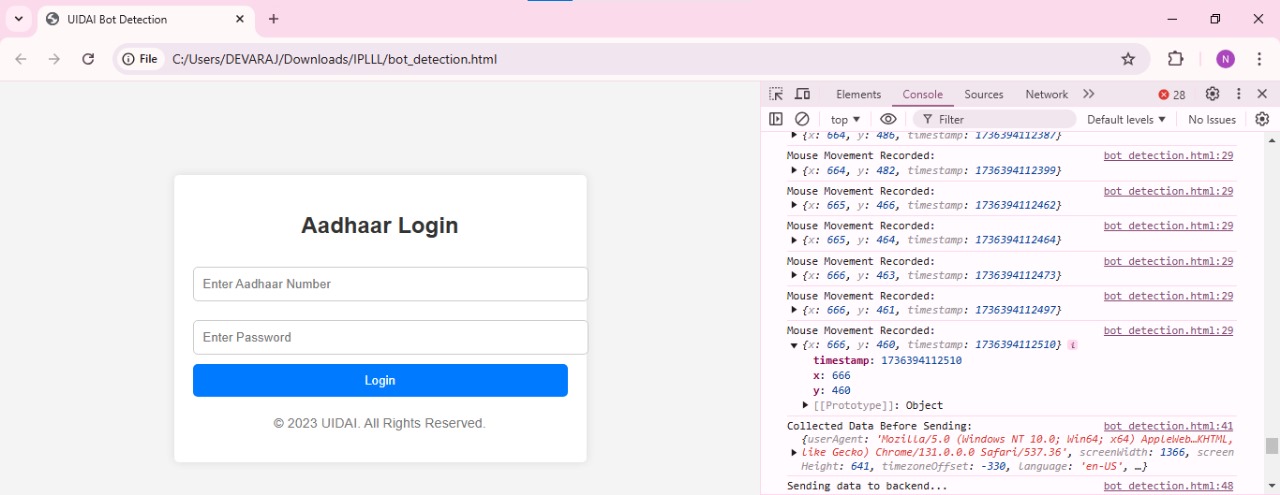 UIDAI Bot Detection
File C:/Users/DEVARAJ/Downloads/IPLLL/bot_detection.html
N
Aadhaar Login
Enter Aadhaar Number
Enter Password
Login
© 2023 UIDAI. All Rights Reserved.
Elements Console Sources Network 28
top Filter Default levels No Issues
{x: 664, y: 486, timestamp: 1736394112387}
Mouse Movement Recorded: bot_detection.html:29
{x: 664, y: 482, timestamp: 1736394112399}
Mouse Movement Recorded: bot_detection.html:29
{x: 665, y: 466, timestamp: 1736394112462}
Mouse Movement Recorded: bot_detection.html:29
{x: 665, y: 464, timestamp: 1736394112464}
Mouse Movement Recorded: bot_detection.html:29
{x: 666, y: 463, timestamp: 1736394112473}
Mouse Movement Recorded: bot_detection.html:29
{x: 666, y: 461, timestamp: 1736394112497}
Mouse Movement Recorded: bot_detection.html:29
{x: 666, y: 460, timestamp: 1736394112510} i
timestamp: 1736394112510
x: 666
y: 460
[[Prototype]]: Object
Collected Data Before Sending: bot_detection.html:41
{userAgent: 'Mozilla/5.0 (Windows NT 10.0; Win64; x64) AppleWeb…KHTML,
like Gecko) Chrome/131.0.0.0 Safari/537.36', screenWidth: 1366, screen
Height: 641, timezoneOffset: -330, language: 'en-US', …}
Sending data to backend... bot_detection.html:48